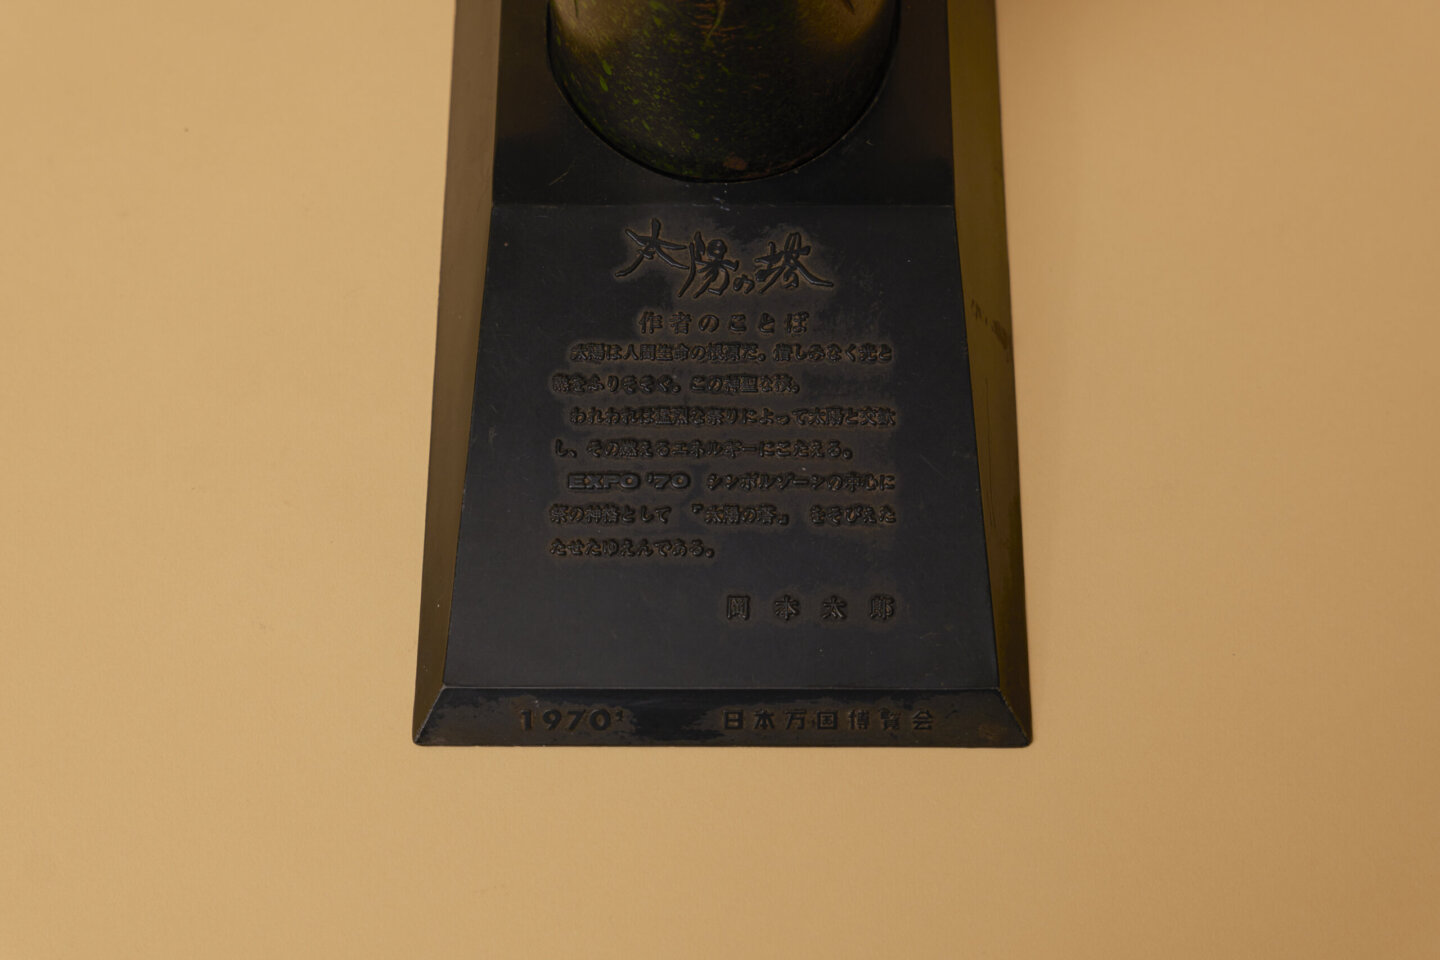 太陽の塔
作者のことば
太陽は人間生命の根源だ。惜しみなく光と
熱をふりそそぐ。この神聖な核。
われわれは猛烈な祭りによって太陽と交歓
し、その燃えるエネルギーにこたえる。
EXPO '70 シンボルゾーンの中心に
祭の神格として 『太陽の塔』 をそびえた
たせたゆえんである。
岡本太郎
1970 日本万国博覧会